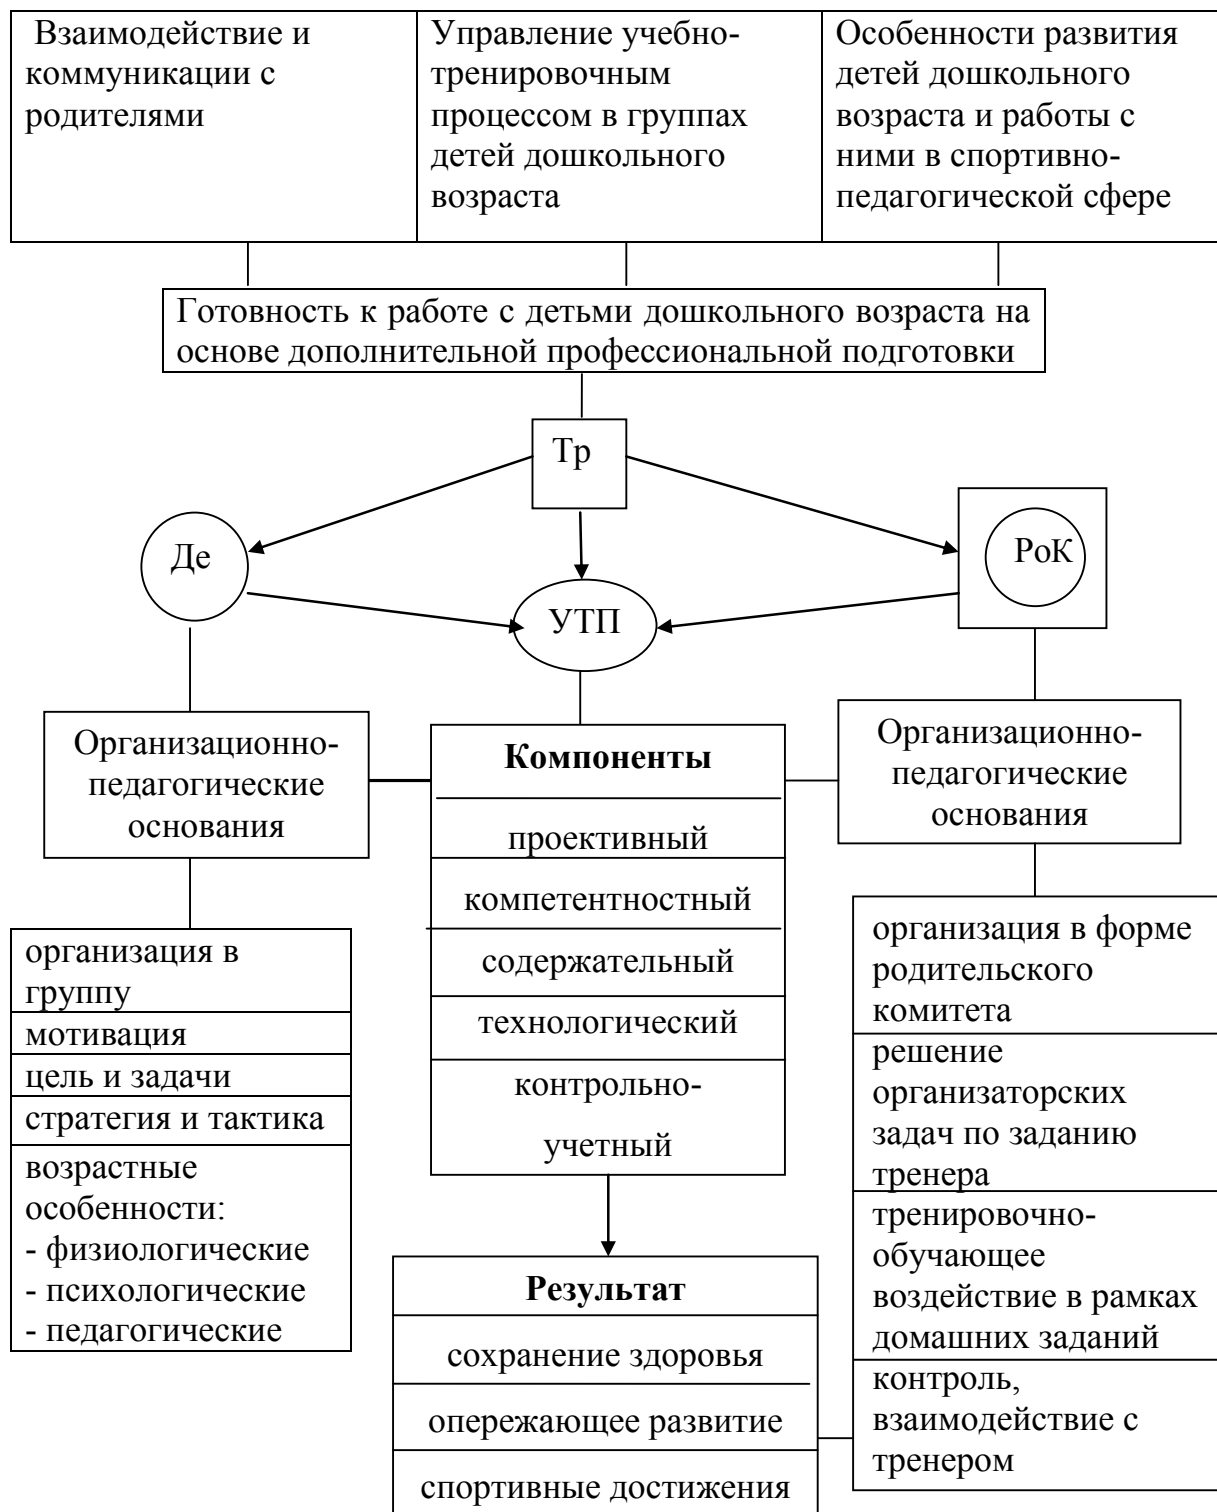 Взаимодействие и
коммуникации с
родителями
Управление учебно-
тренировочным
процессом в группах
детей дошкольного
возраста
Особенности развития
детей дошкольного
возраста и работы с
ними в спортивно-
педагогической сфере
Готовность к работе с детьми дошкольного возраста на
основе дополнительной профессиональной подготовки
Тр
Де
УТП
РоК
Организационно-
педагогические
основания
Компоненты
проективный
компетентностный
содержательный
технологический
контрольно-
учетный
Организационно-
педагогические
основания
организация в
группу
мотивация
цель и задачи
стратегия и тактика
возрастные
особенности:
- физиологические
- психологические
- педагогические
организация в форме
родительского
комитета
решение
организаторских
задач по заданию
тренера
тренировочно-
обучающее
воздействие в рамках
домашних заданий
контроль,
взаимодействие с
тренером
Результат
сохранение здоровья
опережающее развитие
спортивные достижения